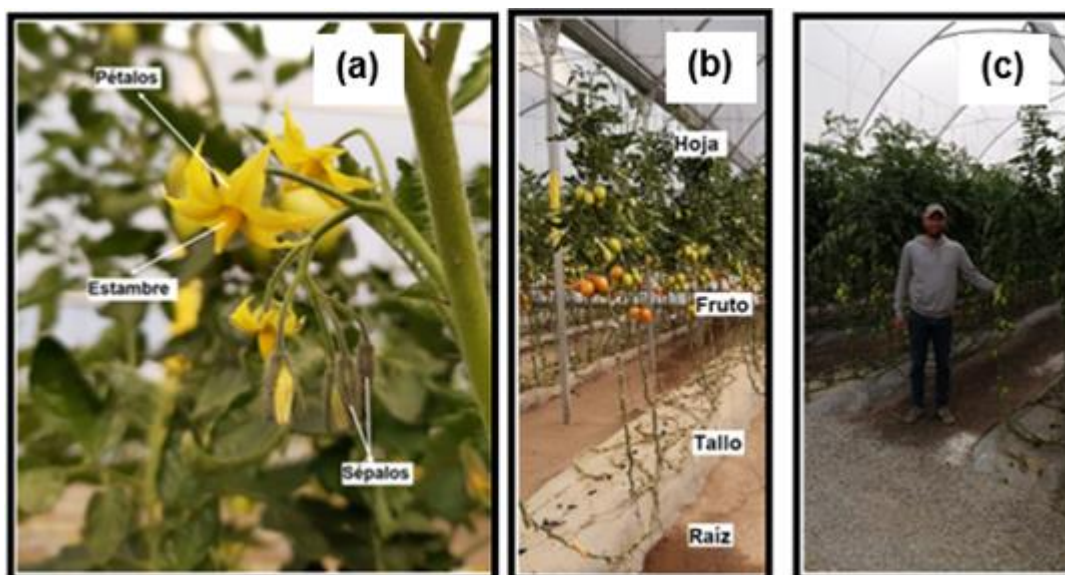 (a)
Pétalos
Estambre
Sépalos
(b)
Hoja
Fruto
Tallo
Raíz
(c)